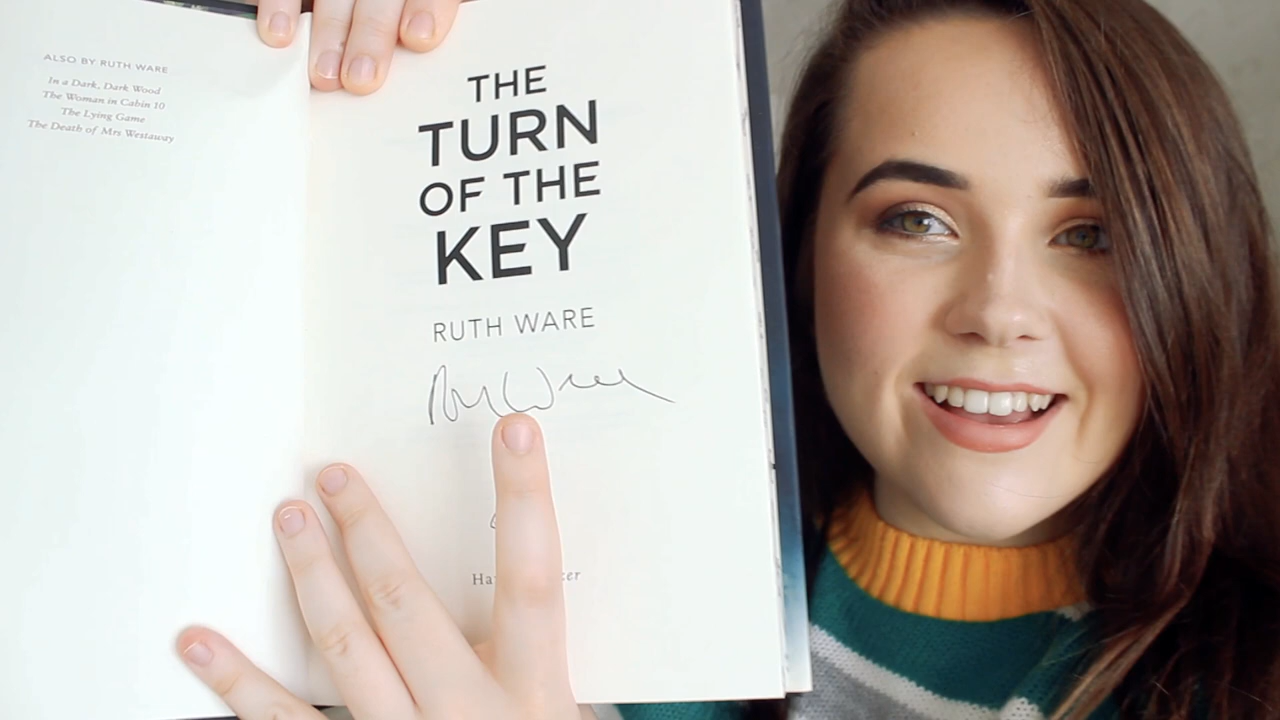 ALSO BY RUTH WARE
In a Dark, Dark Wood
The Woman in Cabin 10
The Lying Game
The Death of Mrs Westaway
THE
TURN
OF THE
KEY
RUTH WARE